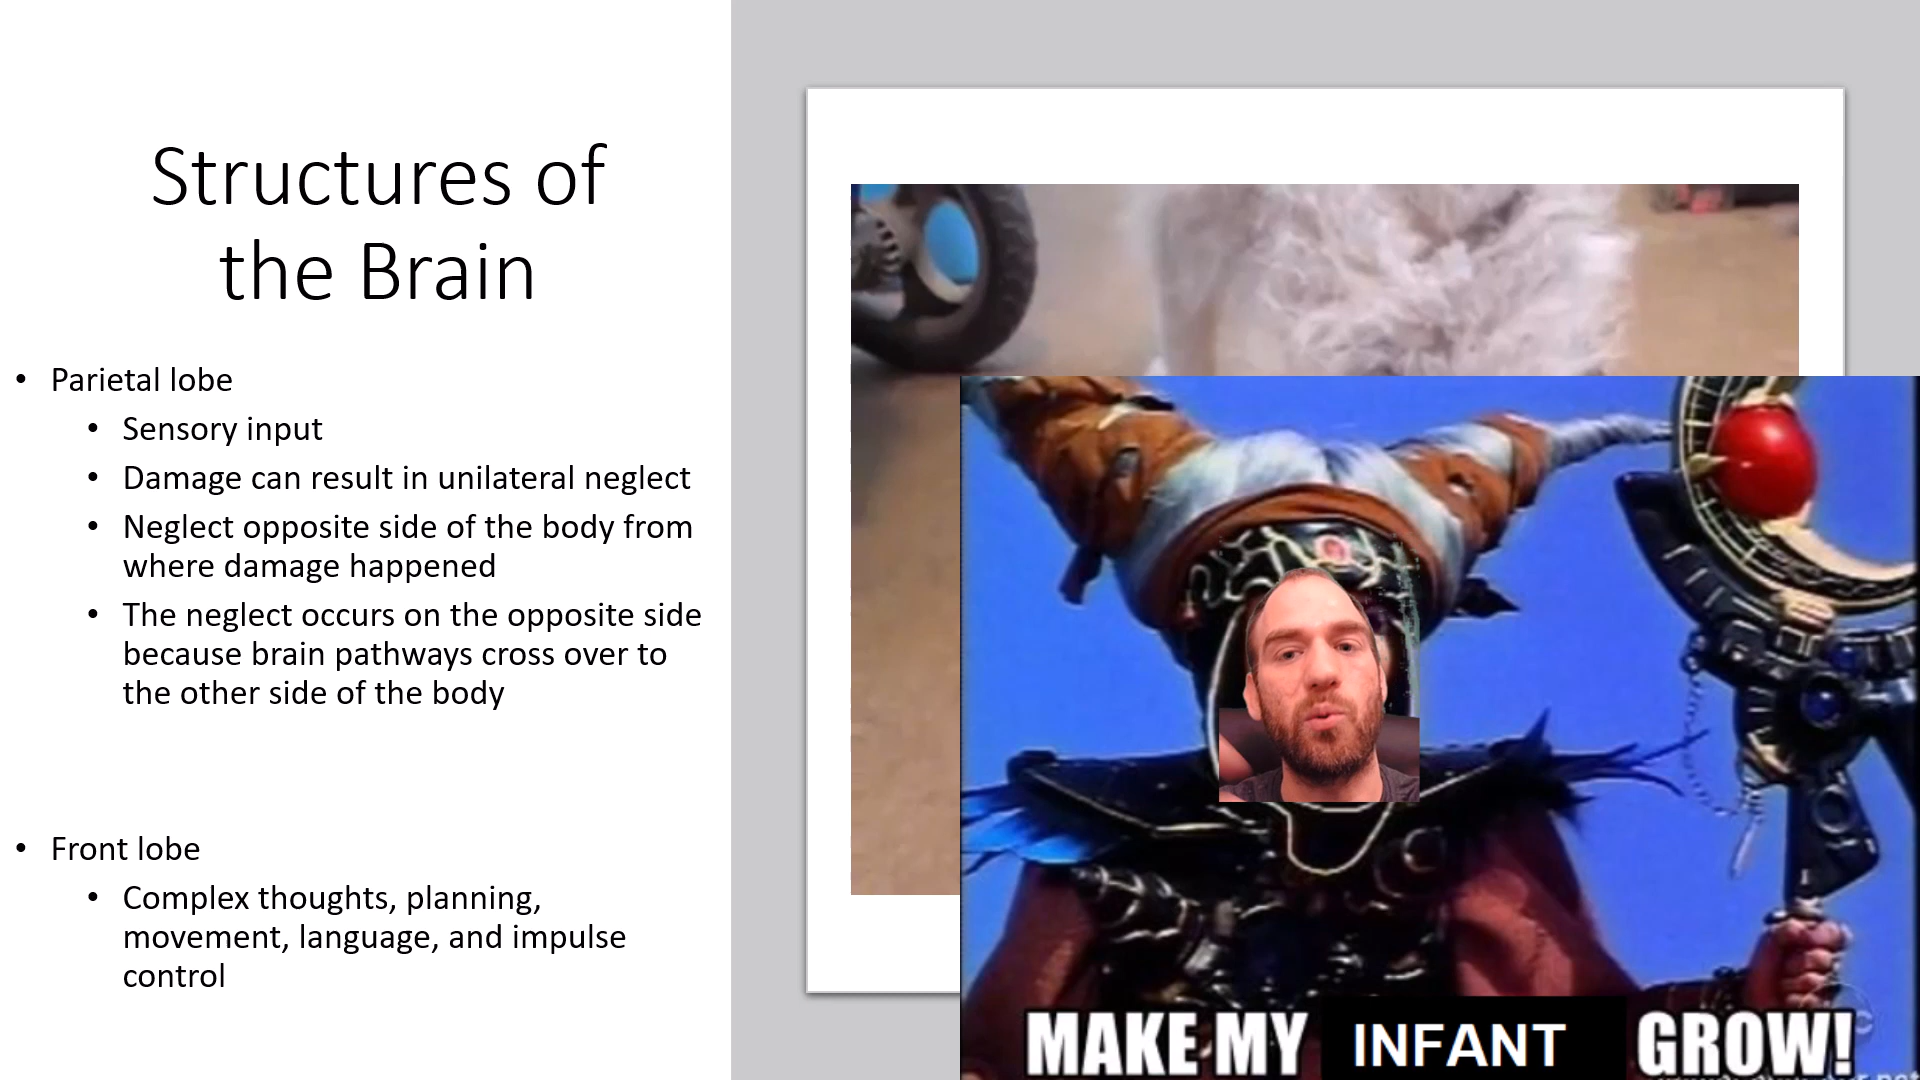 Structures of
the Brain
• Parietal lobe
• Sensory input
• Damage can result in unilateral neglect
• Neglect opposite side of the body from
where damage happened
• The neglect occurs on the opposite side
because brain pathways cross over to
the other side of the body
• Front lobe
• Complex thoughts, planning,
movement, language, and impulse
control
MAKE MY INFANT GROW!